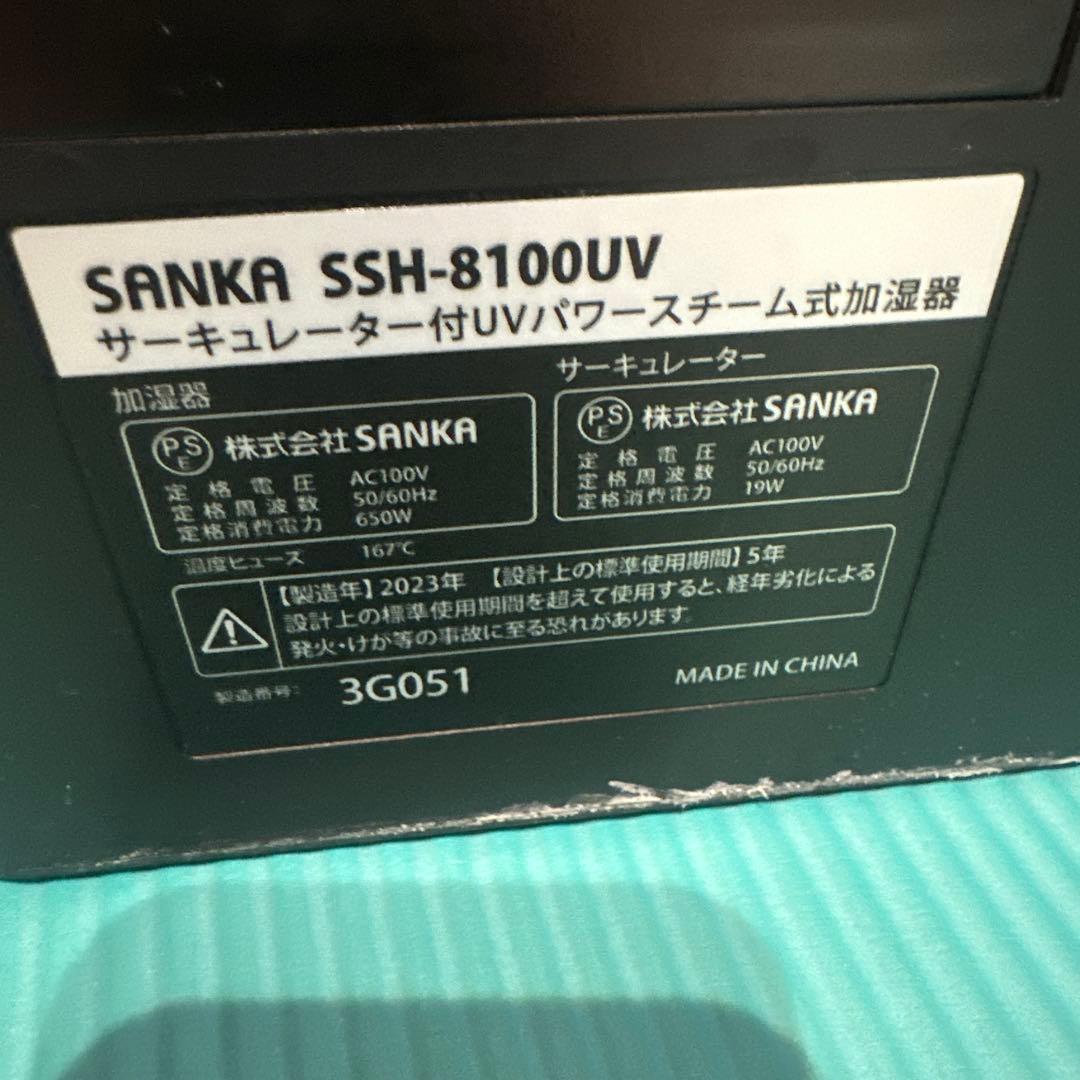 SANKA SSH-8100UV
サーキュレーター付UVパワースチーム式加湿器
加湿器
PSE 株式会社SANKA
定格電圧 AC100V
定格周波数 50/60Hz
定格消費電力 650W
温度ヒューズ 167℃
サーキュレーター
PSE 株式会社SANKA
定格電圧 AC100V
定格周波数 50/60Hz
定格消費電力 19W
【製造年】2023年 【設計上の標準使用期間】5年
設計上の標準使用期間を超えて使用すると、経年劣化による
発火・けが等の事故に至る恐れがあります。
製造番号: 3G051
MADE IN CHINA